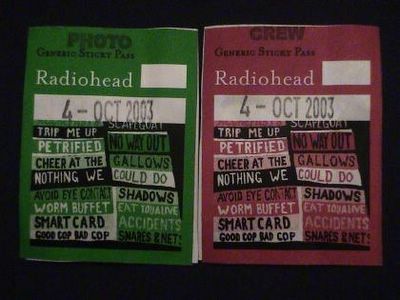 PHOTO
GENERIC STICKY PASS
Radiohead
4-OCT 2003
SCAPEGOAT
TRIP ME UP
PETRIFIED
NO WAY OUT
CHEER AT THE
GALLOWS
NOTHING WE
COULD DO
AVOID EYE CONTACT
SHADOWS
WORM BUFFET
EAT YOU ALIVE
SMART CARD
ACCIDENTS
GOOD COP BAD COP
SNARES & NETS
CREW
GENERIC STICKY PASS
Radiohead
4-OCT 2003
SCAPEGOAT
TRIP ME UP
PETRIFIED
NO WAY OUT
CHEER AT THE
GALLOWS
NOTHING WE
COULD DO
AVOID EYE CONTACT
SHADOWS
WORM BUFFET
EAT YOU ALIVE
SMART CARD
ACCIDENTS
GOOD COP BAD COP
SNARES & NETS